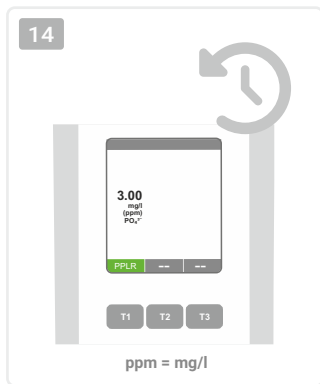 14
3.00
mg/l
(ppm)
PO₄³⁻
PPLR -- --
T1 T2 T3
ppm = mg/l